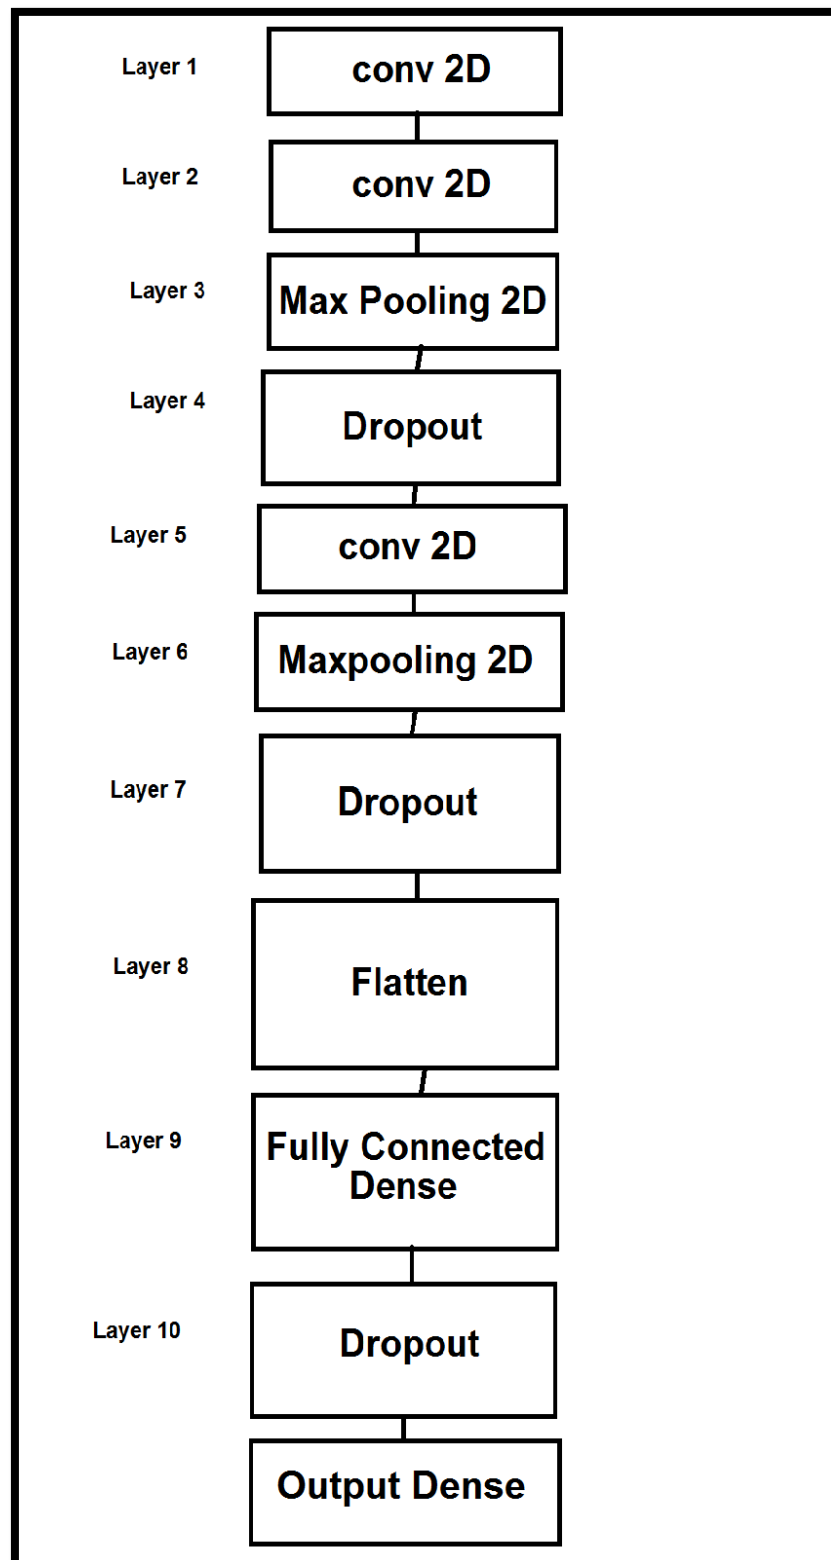 Layer 1
conv 2D
Layer 2
conv 2D
Layer 3
Max Pooling 2D
Layer 4
Dropout
Layer 5
conv 2D
Layer 6
Maxpooling 2D
Layer 7
Dropout
Layer 8
Flatten
Layer 9
Fully Connected
Dense
Layer 10
Dropout
Output Dense